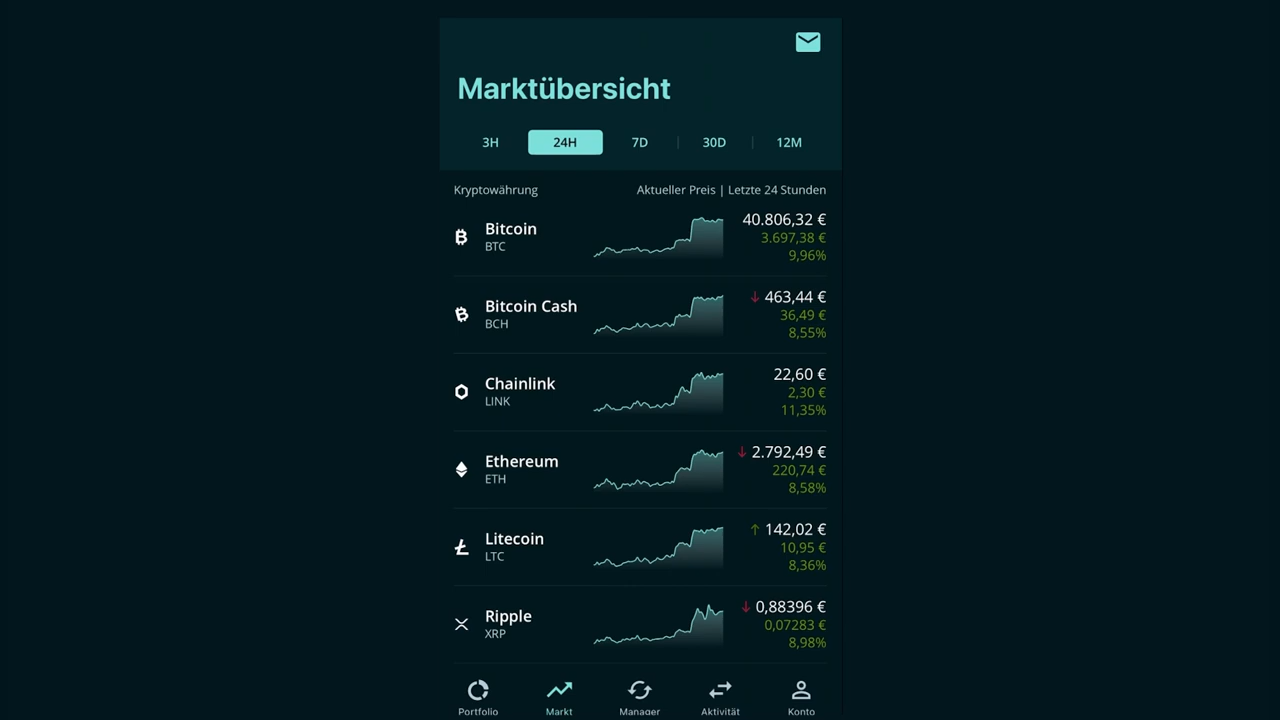 Marktübersicht
3H 24H 7D 30D 12M
Kryptowährung Aktueller Preis | Letzte 24 Stunden
Bitcoin 40.806,32 €
BTC 3.697,38 €
9,96%
Bitcoin Cash ↓ 463,44 €
BCH 36,49 €
8,55%
Chainlink 22,60 €
LINK 2,30 €
11,35%
Ethereum ↓ 2.792,49 €
ETH 220,74 €
8,58%
Litecoin ↑ 142,02 €
LTC 10,95 €
8,36%
Ripple ↓ 0,88396 €
XRP 0,07283 €
8,98%
Portfolio Markt Manager Aktivität Konto